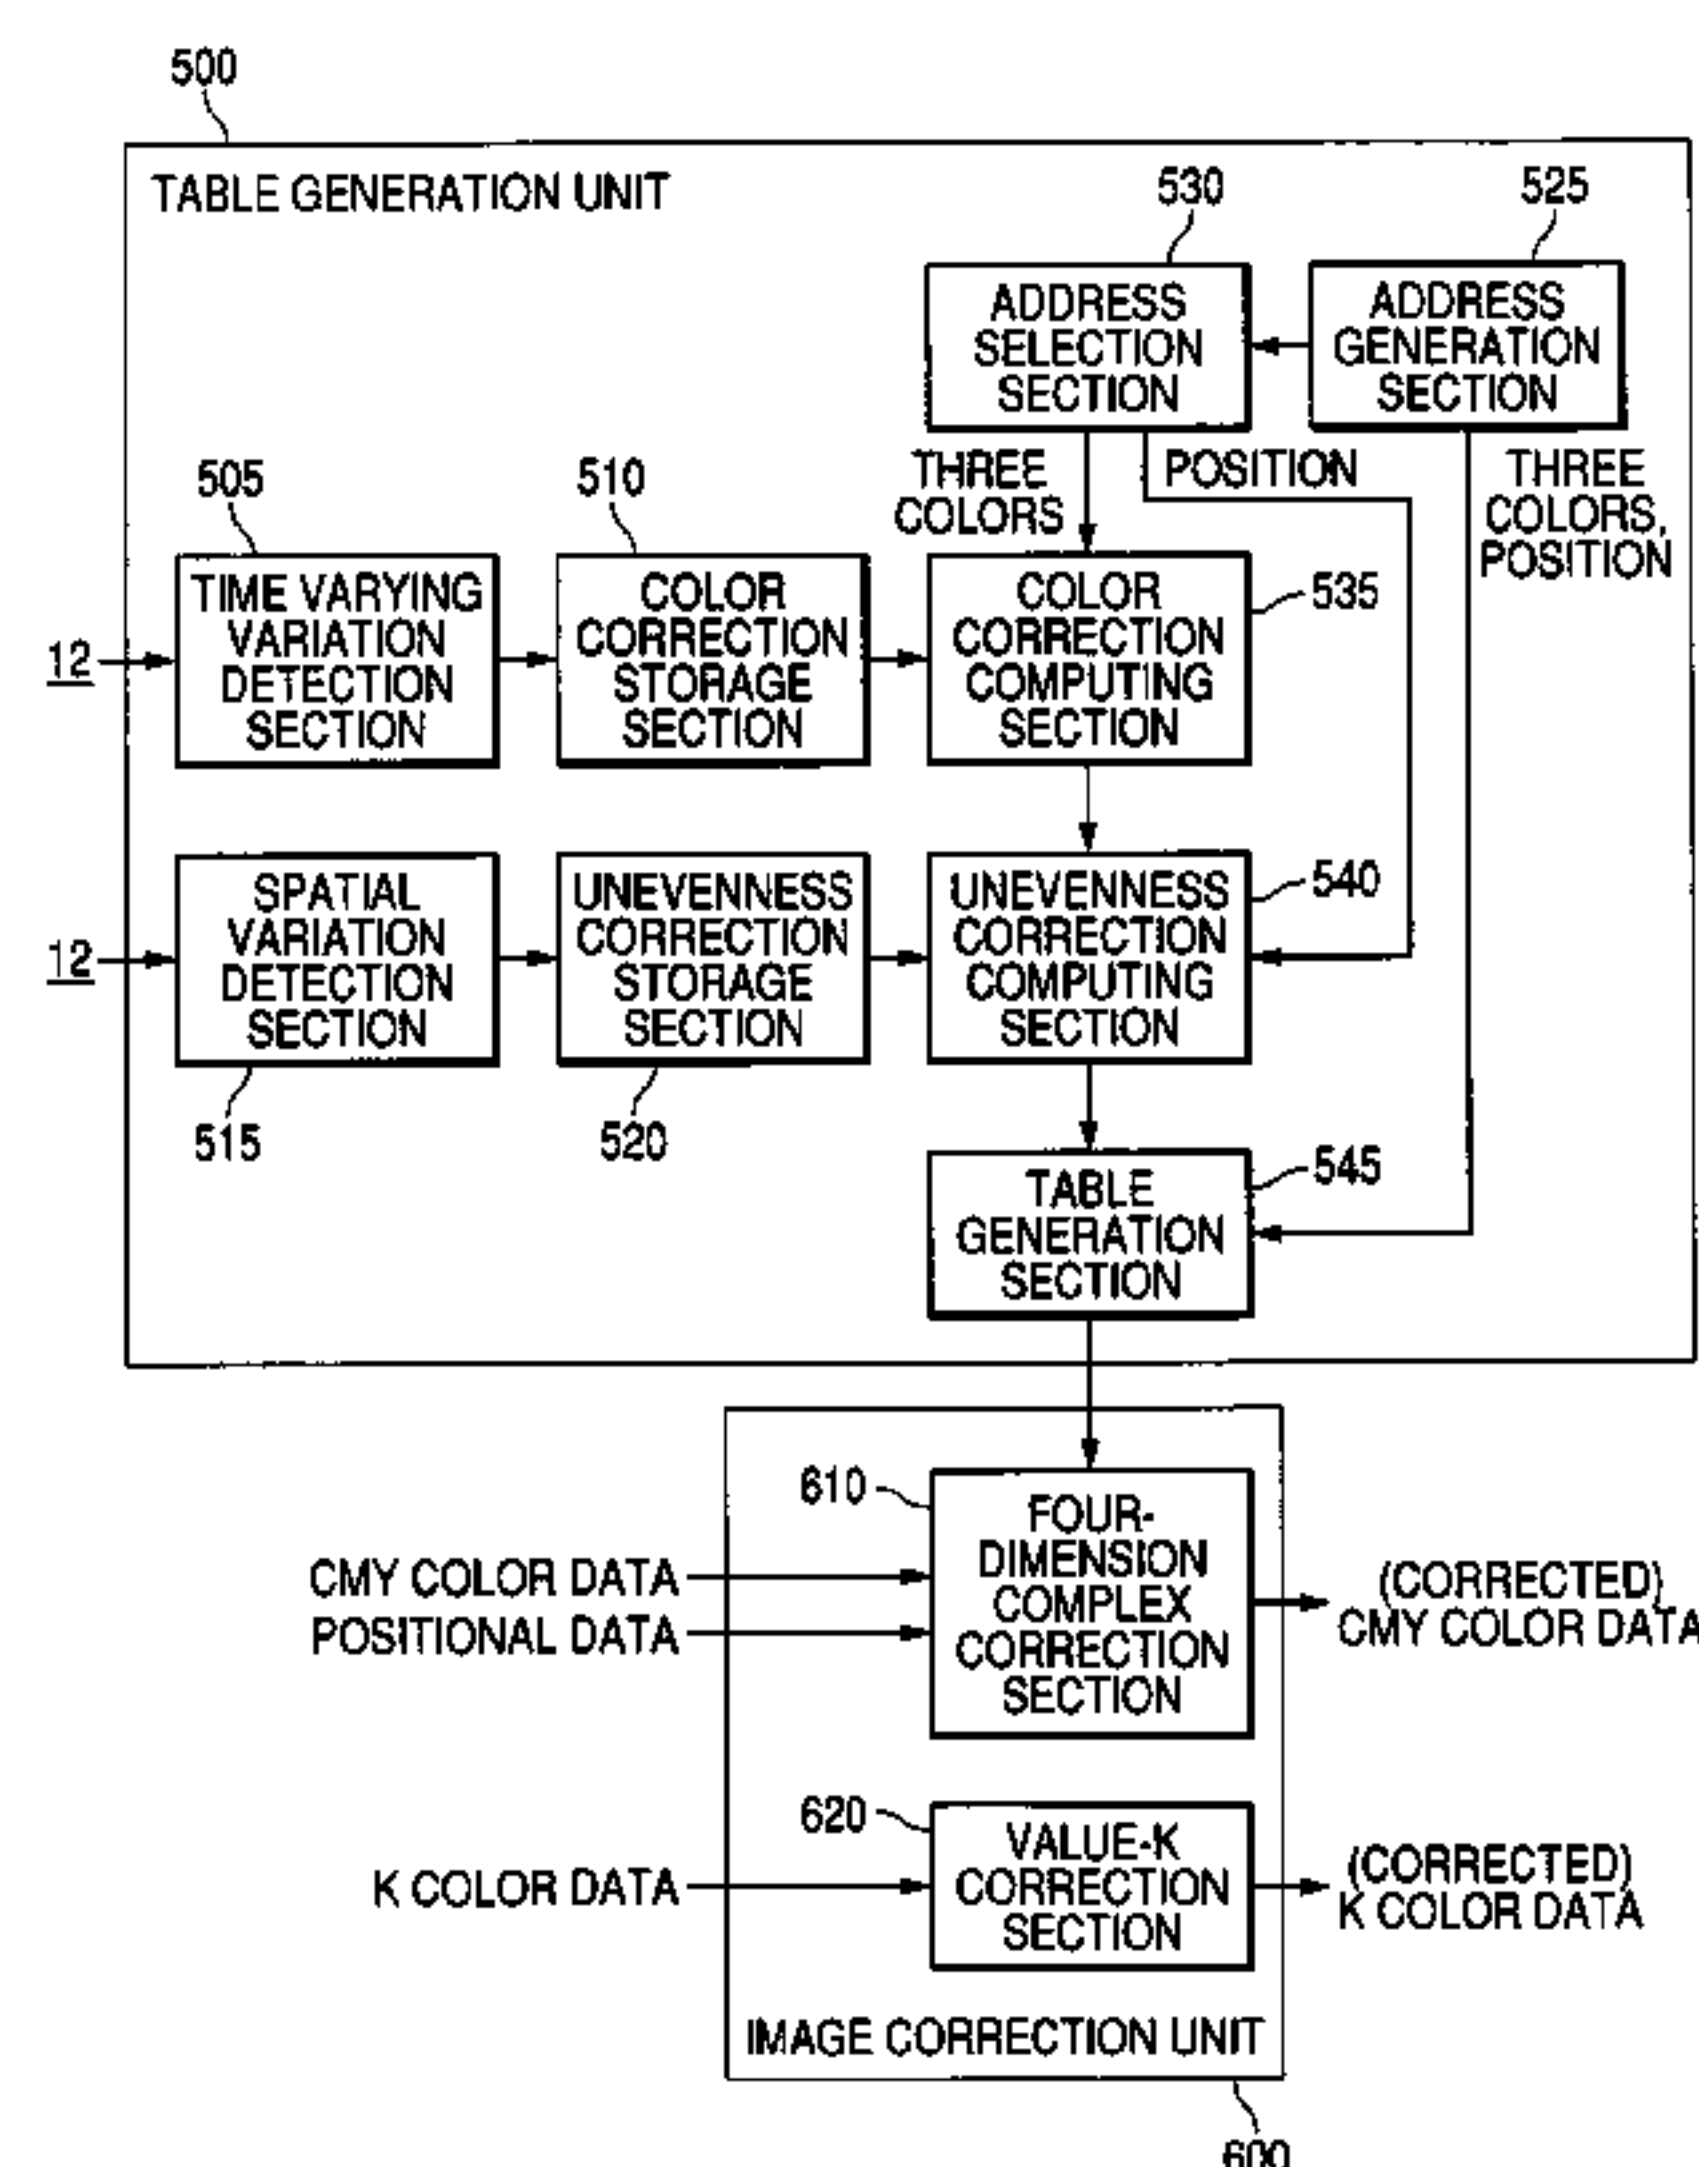 500
TABLE GENERATION UNIT
530
525
ADDRESS
SELECTION
SECTION
ADDRESS
GENERATION
SECTION
THREE
COLORS
POSITION
THREE
COLORS,
POSITION
505
510
12
TIME VARYING
VARIATION
DETECTION
SECTION
COLOR
CORRECTION
STORAGE
SECTION
COLOR
CORRECTION
COMPUTING
SECTION
535
12
SPATIAL
VARIATION
DETECTION
SECTION
UNEVENNESS
CORRECTION
STORAGE
SECTION
UNEVENNESS
CORRECTION
COMPUTING
SECTION
540
515
520
TABLE
GENERATION
SECTION
545
610
FOUR-
DIMENSION
COMPLEX
CORRECTION
SECTION
CMY COLOR DATA
POSITIONAL DATA
(CORRECTED)
CMY COLOR DATA
620
VALUE-K
CORRECTION
SECTION
K COLOR DATA
(CORRECTED)
K COLOR DATA
IMAGE CORRECTION UNIT
600